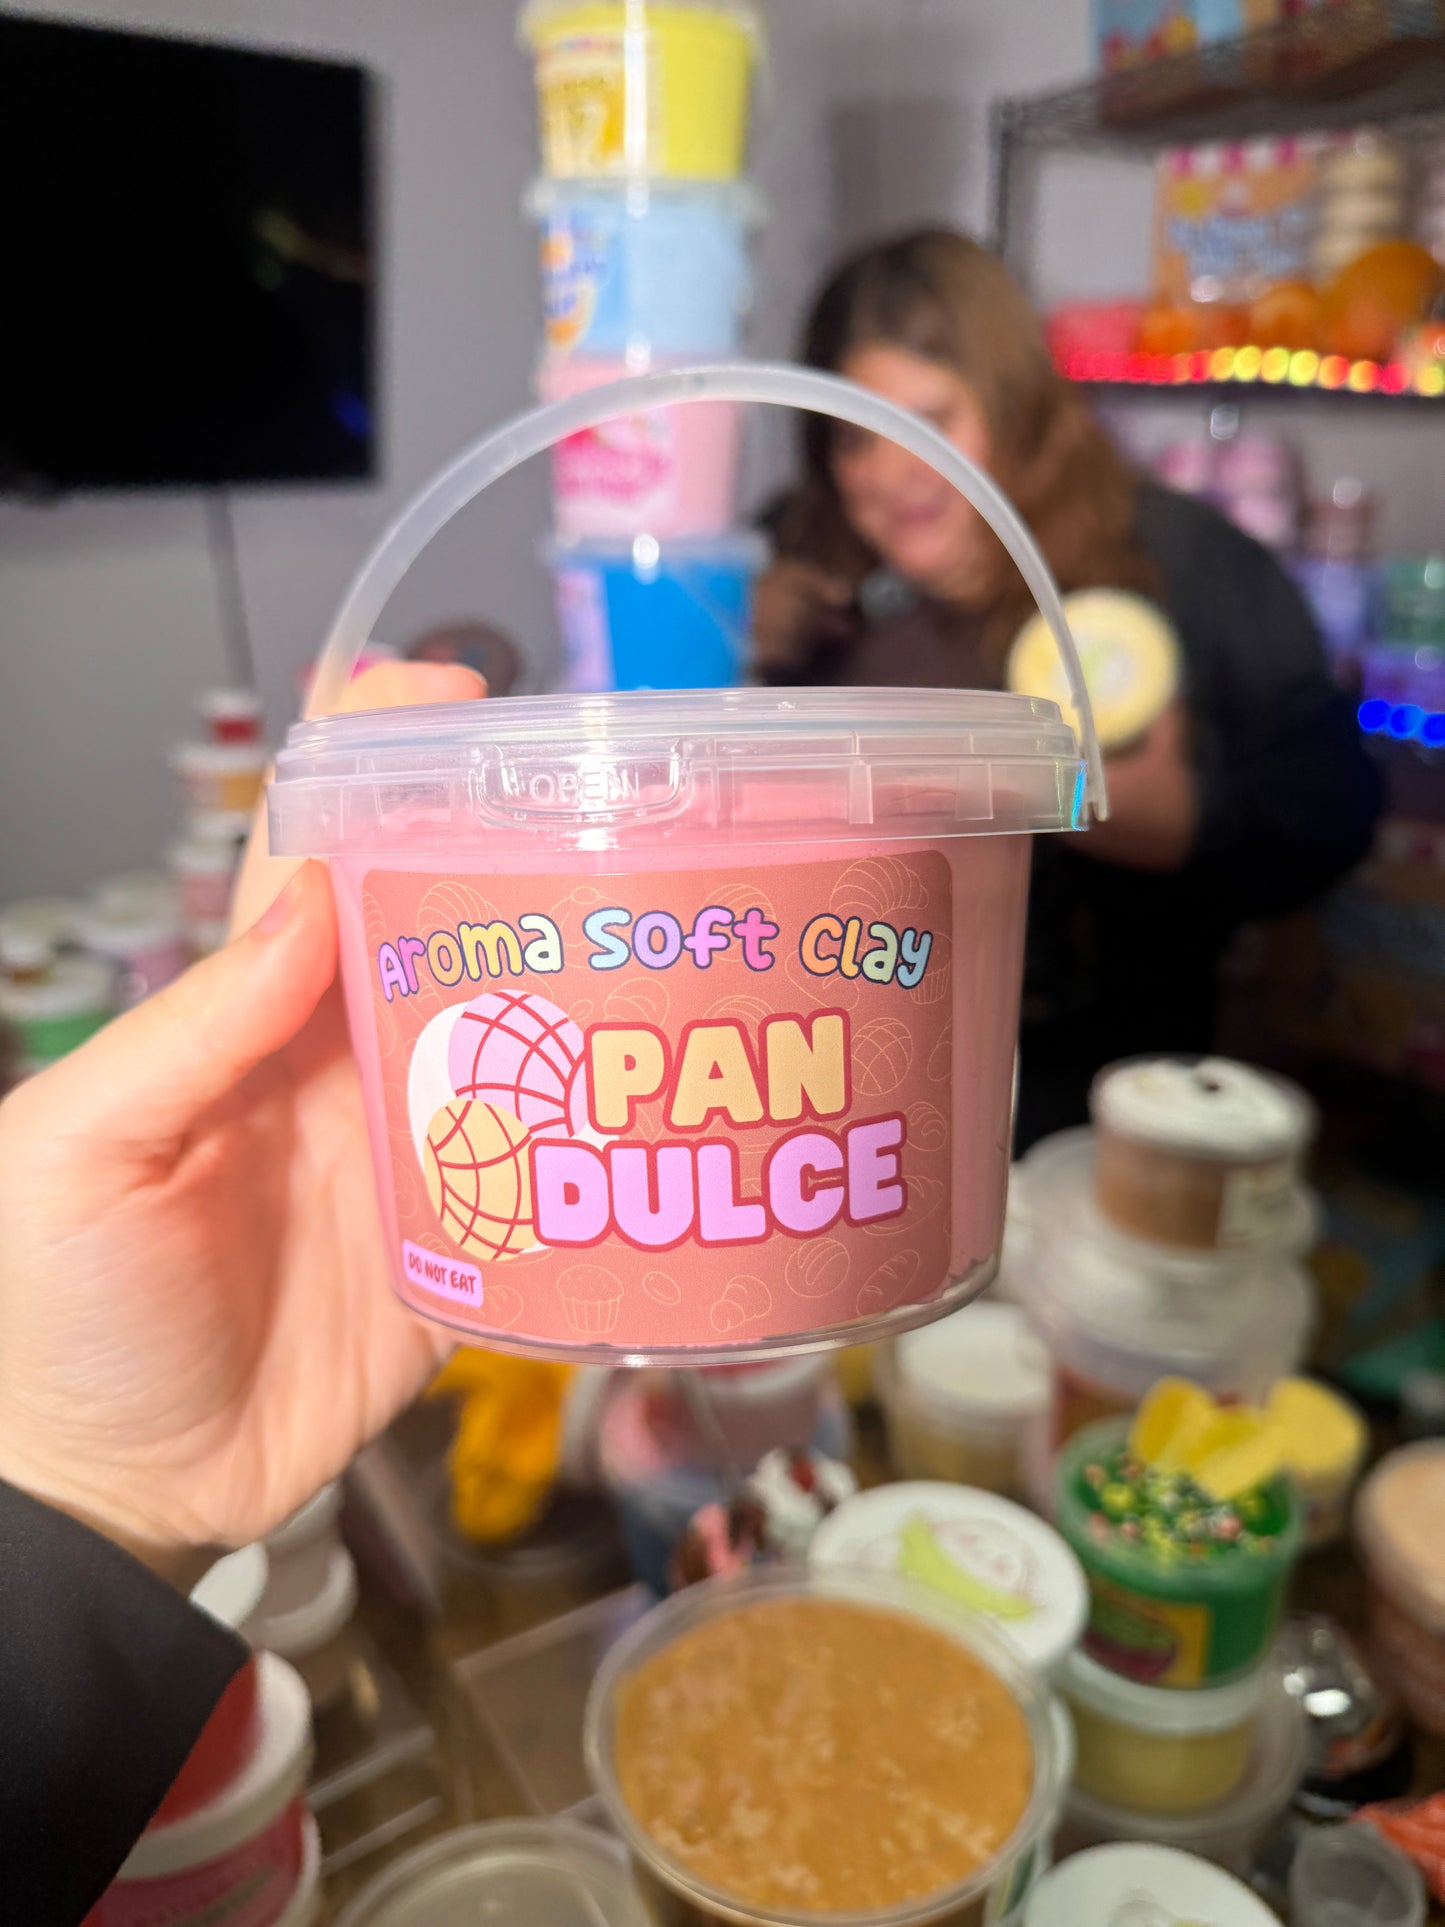 OPEN
Aroma Soft Clay
PAN
DULCE
DO NOT EAT